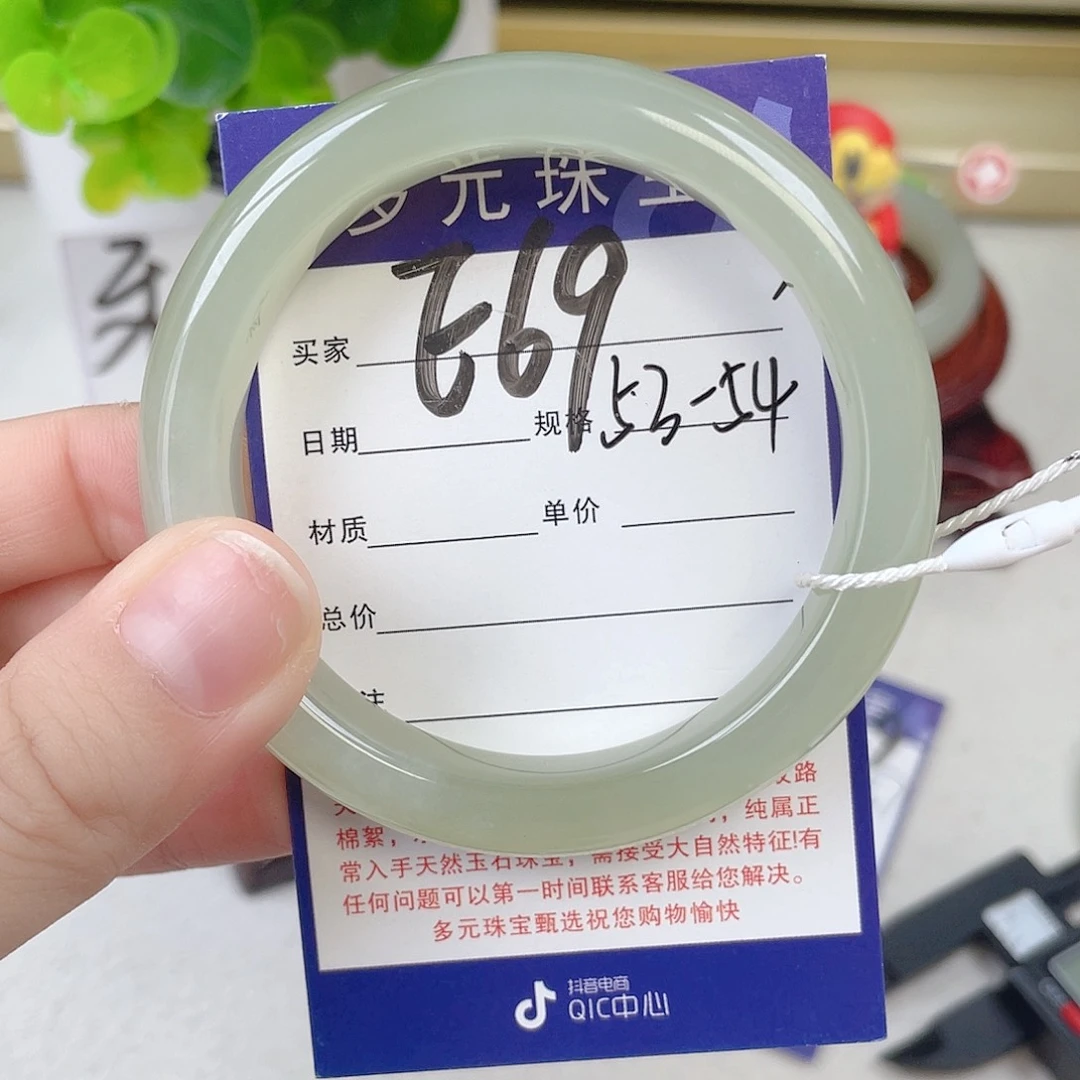 多元珠宝
E69
买家
日期 规格 53-54
材质 单价
总价
注
纯属正
棉絮，
常入手天然玉石珠宝，需接受大自然特征!有
任何问题可以第一时间联系客服给您解决。
多元珠宝甄选祝您购物愉快
抖音电商
QIC中心